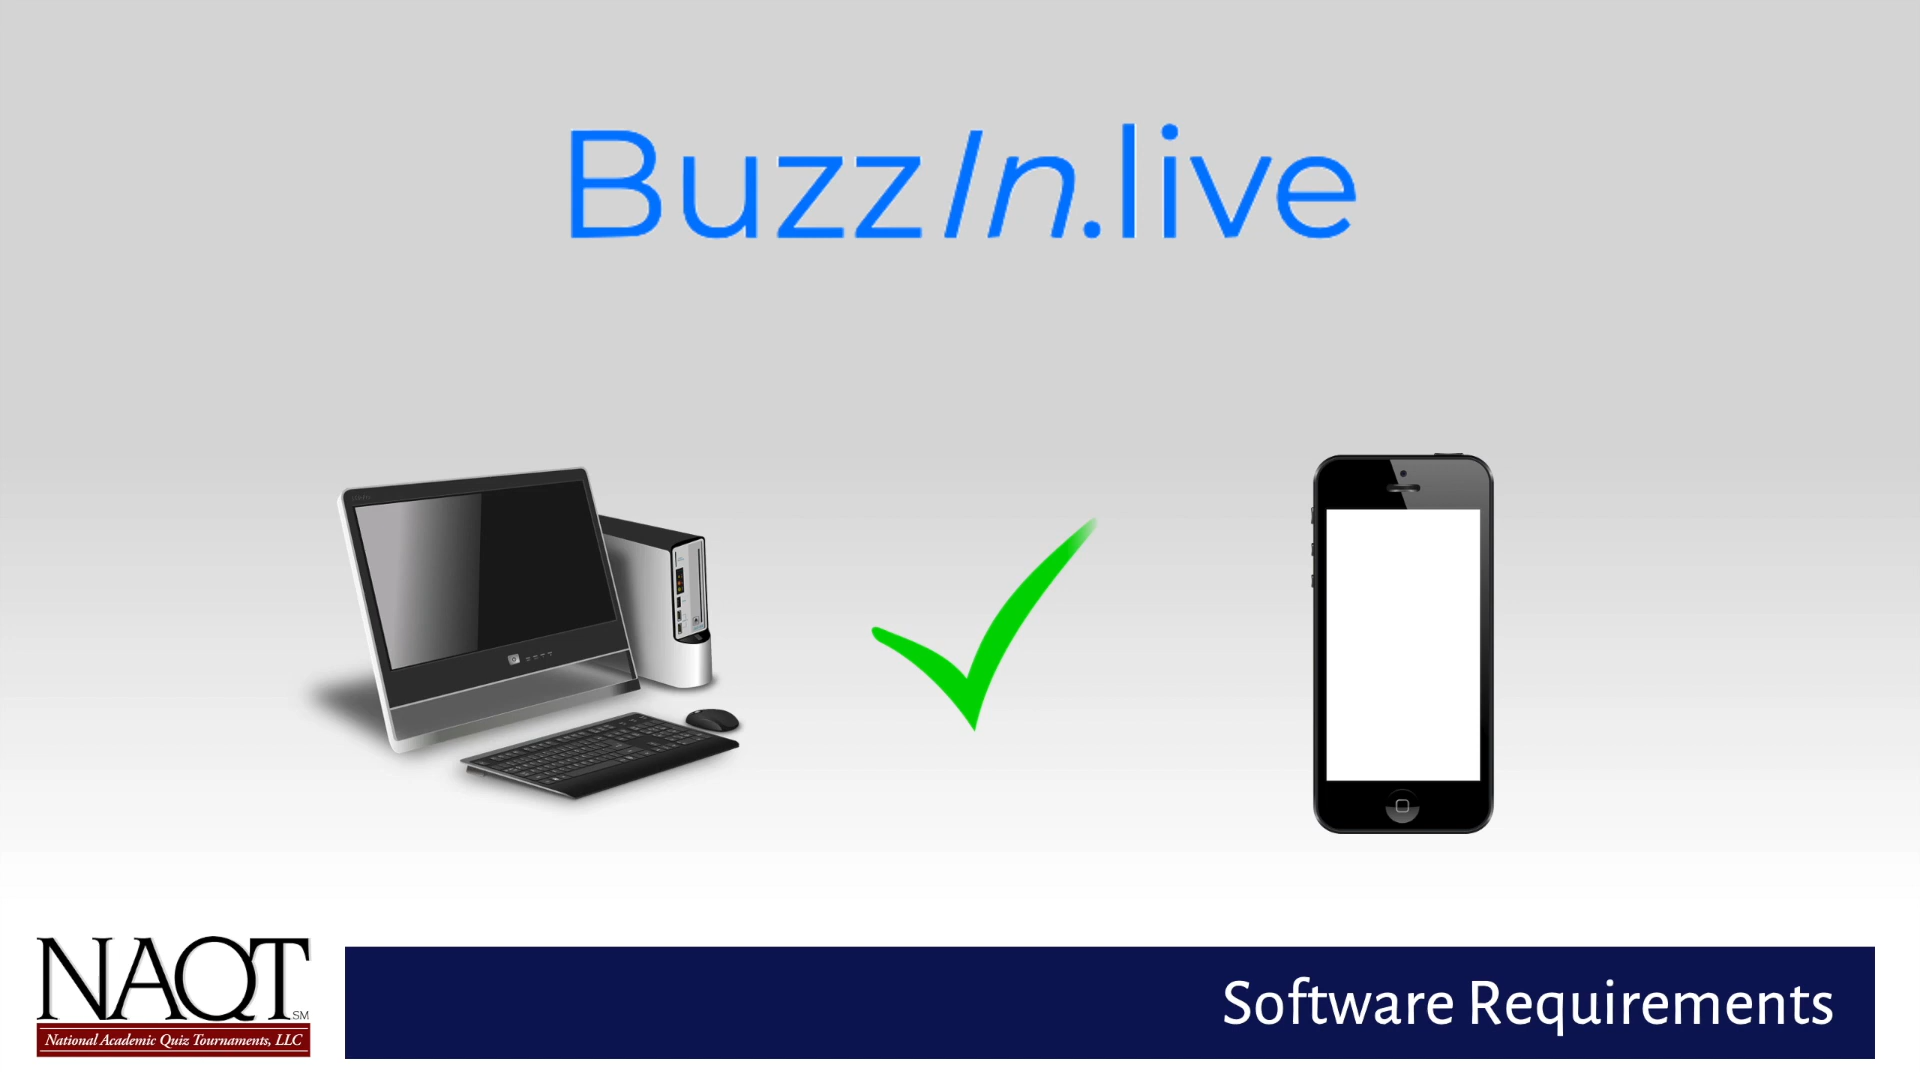 BuzzIn.live
NAQT SM
National Academic Quiz Tournaments, LLC
Software Requirements